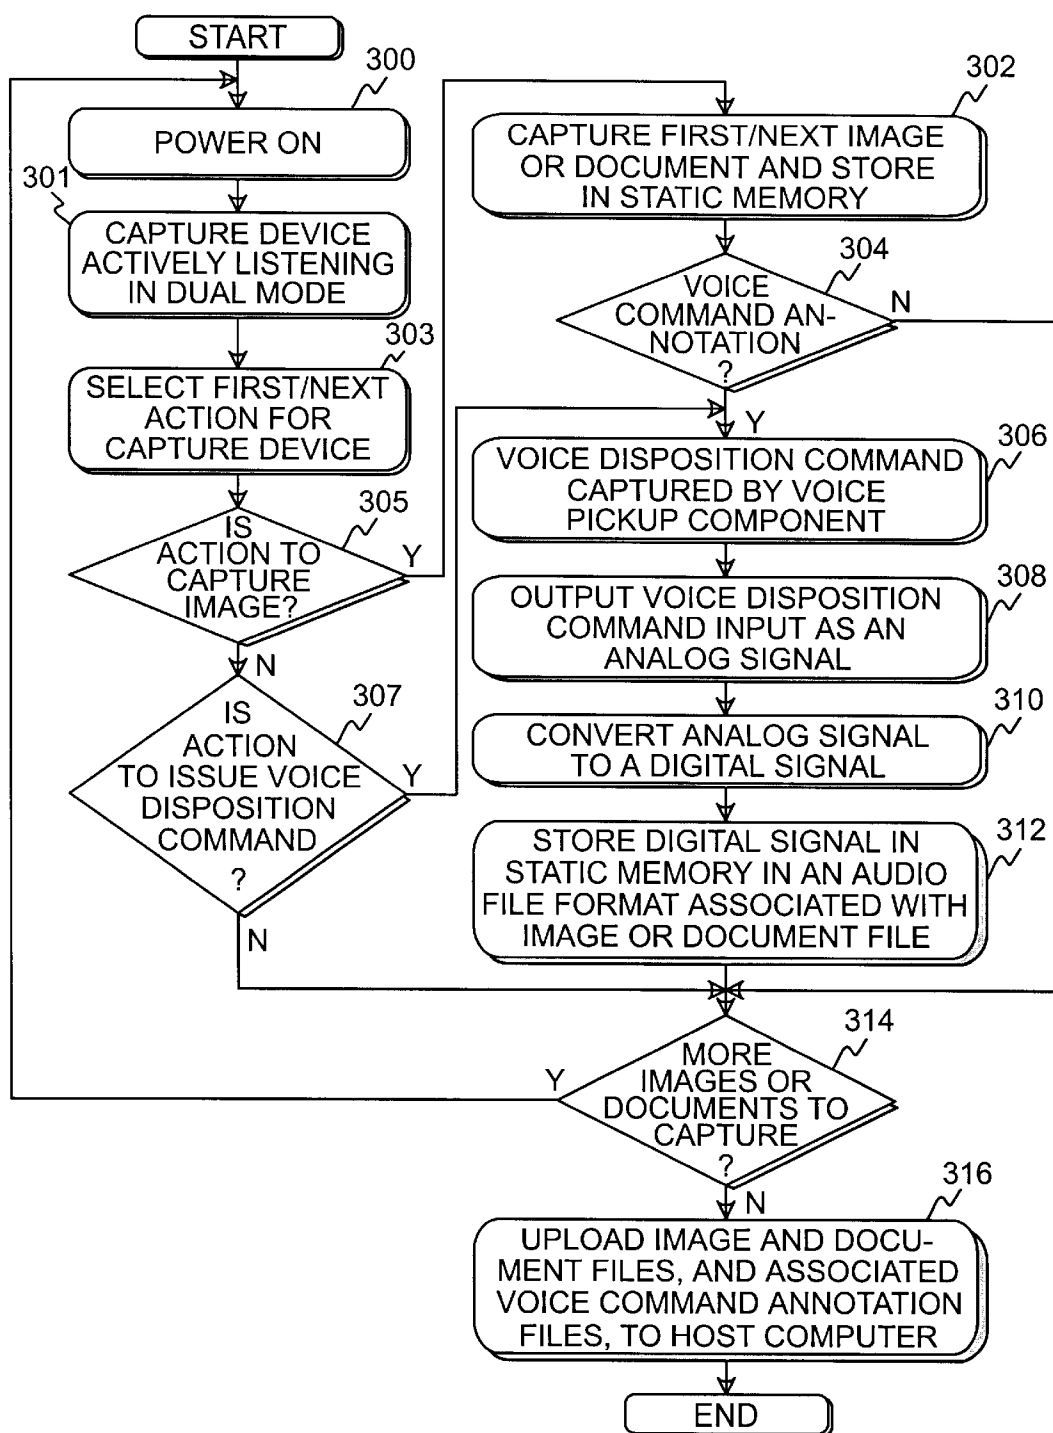 START
300
POWER ON
301
CAPTURE DEVICE
ACTIVELY LISTENING
IN DUAL MODE
303
SELECT FIRST/NEXT
ACTION FOR
CAPTURE DEVICE
305
IS
ACTION TO
CAPTURE
IMAGE?
Y
N
307
IS
ACTION
TO ISSUE VOICE
DISPOSITION
COMMAND
?
Y
N
302
CAPTURE FIRST/NEXT IMAGE
OR DOCUMENT AND STORE
IN STATIC MEMORY
304
VOICE
COMMAND AN-
NOTATION
?
N
Y
306
VOICE DISPOSITION COMMAND
CAPTURED BY VOICE
PICKUP COMPONENT
308
OUTPUT VOICE DISPOSITION
COMMAND INPUT AS AN
ANALOG SIGNAL
310
CONVERT ANALOG SIGNAL
TO A DIGITAL SIGNAL
312
STORE DIGITAL SIGNAL IN
STATIC MEMORY IN AN AUDIO
FILE FORMAT ASSOCIATED WITH
IMAGE OR DOCUMENT FILE
314
MORE
IMAGES OR
DOCUMENTS TO
CAPTURE
?
Y
N
316
UPLOAD IMAGE AND DOCU-
MENT FILES, AND ASSOCIATED
VOICE COMMAND ANNOTATION
FILES, TO HOST COMPUTER
END